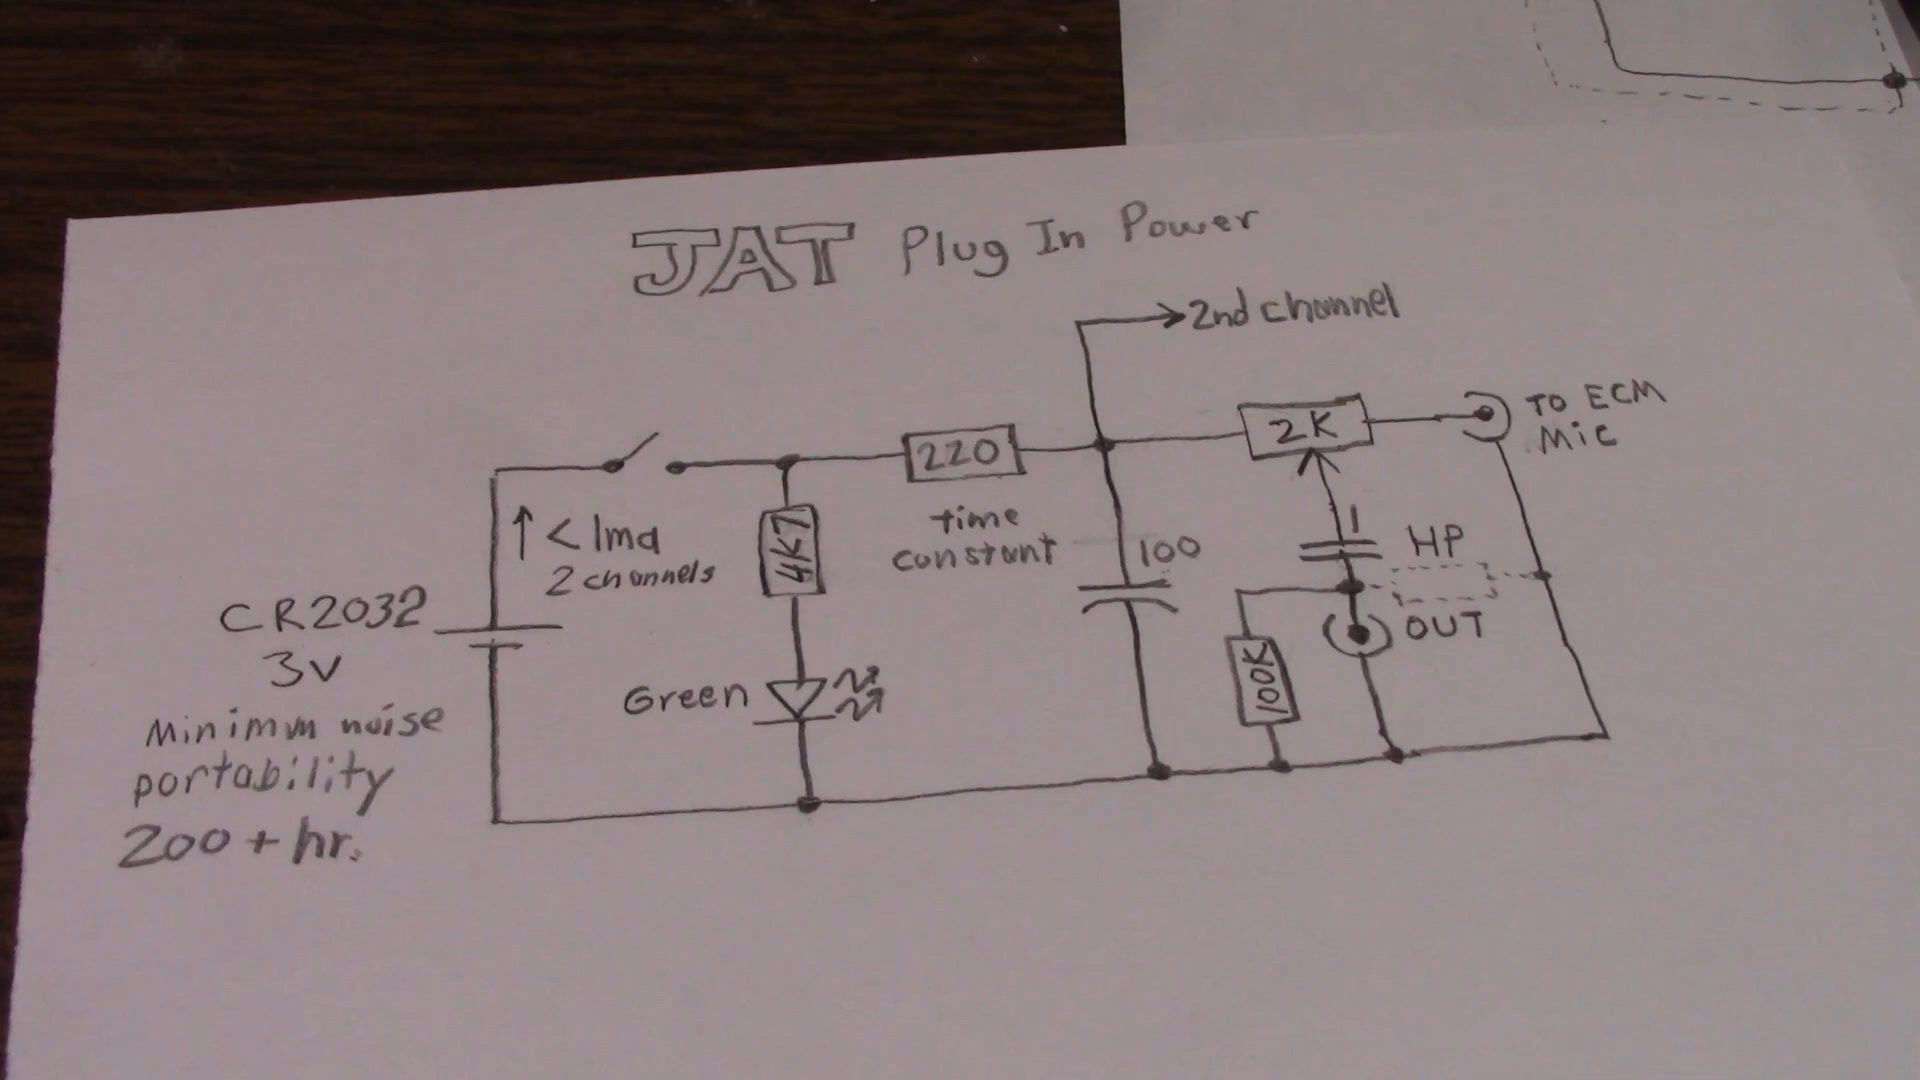 JAT Plug In Power
2nd channel
TO ECM
Mic
2K
220
time
constant
100
1
HP
OUT
100K
4K7
< 1ma
2 channels
CR2032
3v
Green
Minimm noise
portability
200 + hr.